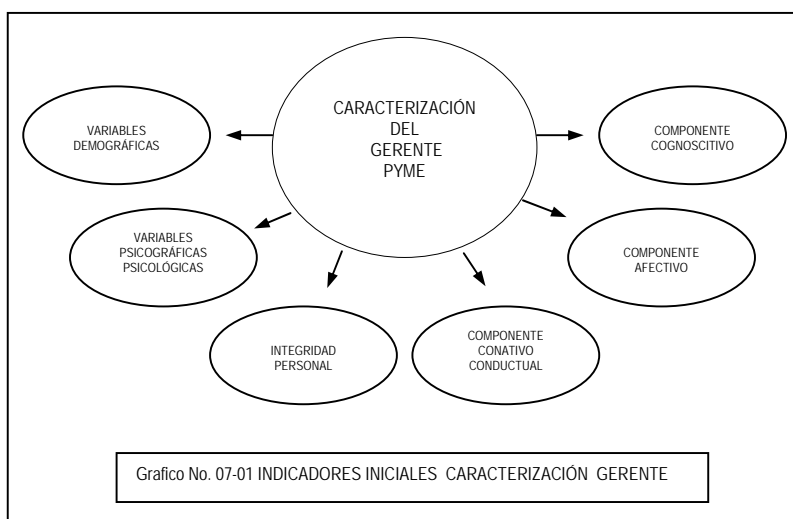 CARACTERIZACIÓN
DEL
GERENTE
PYME
VARIABLES
DEMOGRÁFICAS
COMPONENTE
COGNOSCITIVO
VARIABLES
PSICOGRÁFICAS
PSICOLÓGICAS
COMPONENTE
AFECTIVO
INTEGRIDAD
PERSONAL
COMPONENTE
CONATIVO
CONDUCTUAL
Grafico No. 07-01 INDICADORES INICIALES CARACTERIZACIÓN GERENTE